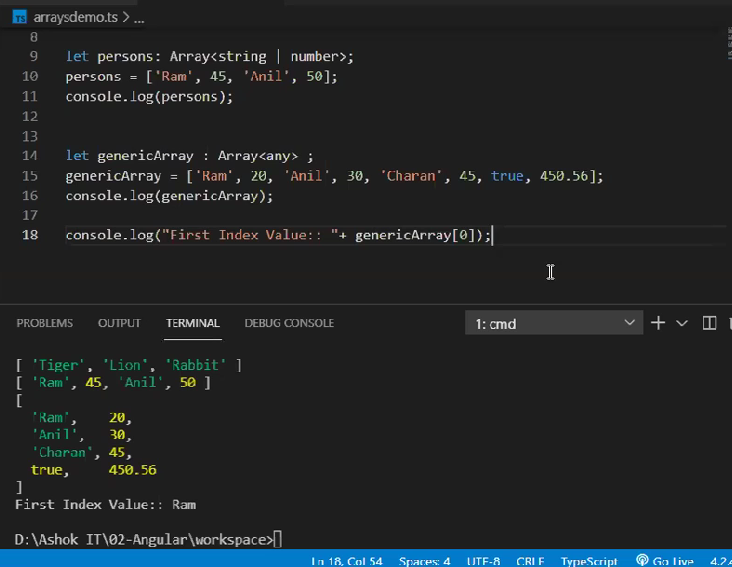 TS arraysdemo.ts > ...
8
9 let persons: Array<string | number>;
10 persons = ['Ram', 45, 'Anil', 50];
11 console.log(persons);
12
13
14 let genericArray : Array<any> ;
15 genericArray = ['Ram', 20, 'Anil', 30, 'Charan', 45, true, 450.56];
16 console.log(genericArray);
17
18 console.log("First Index Value:: "+ genericArray[0]);
PROBLEMS OUTPUT TERMINAL DEBUG CONSOLE 1: cmd
[ 'Tiger', 'Lion', 'Rabbit' ]
[ 'Ram', 45, 'Anil', 50 ]
[
'Ram', 20,
'Anil', 30,
'Charan', 45,
true, 450.56
]
First Index Value:: Ram
D:\Ashok IT\02-Angular\workspace>
Ln 18, Col 54 Spaces: 4 UTF-8 CRLF TypeScript Go Live